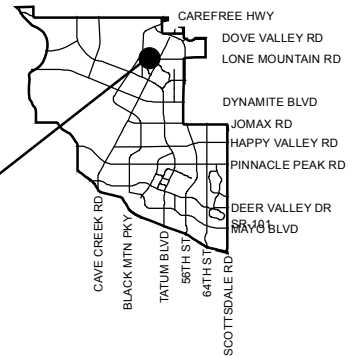 CAREFREE HWY
DOVE VALLEY RD
LONE MOUNTAIN RD
DYNAMITE BLVD
JOMAX RD
HAPPY VALLEY RD
PINNACLE PEAK RD
DEER VALLEY DR
SR-101
MAYO BLVD
CAVE CREEK RD
BLACK MTN PKY
TATUM BLVD
56TH ST
64TH ST
SCOTTSDALE RD